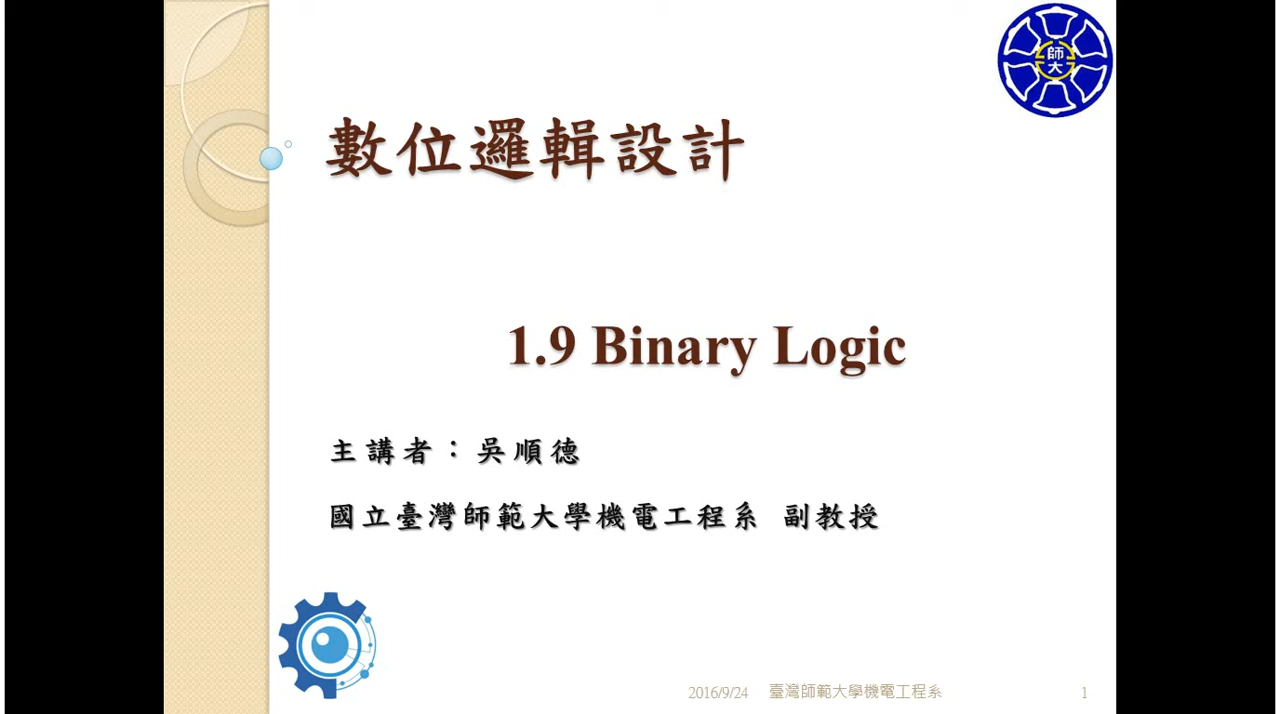 師大
數位邏輯設計
1.9 Binary Logic
主講者：吳順德
國立臺灣師範大學機電工程系 副教授
2016/9/24 臺灣師範大學機電工程系 1